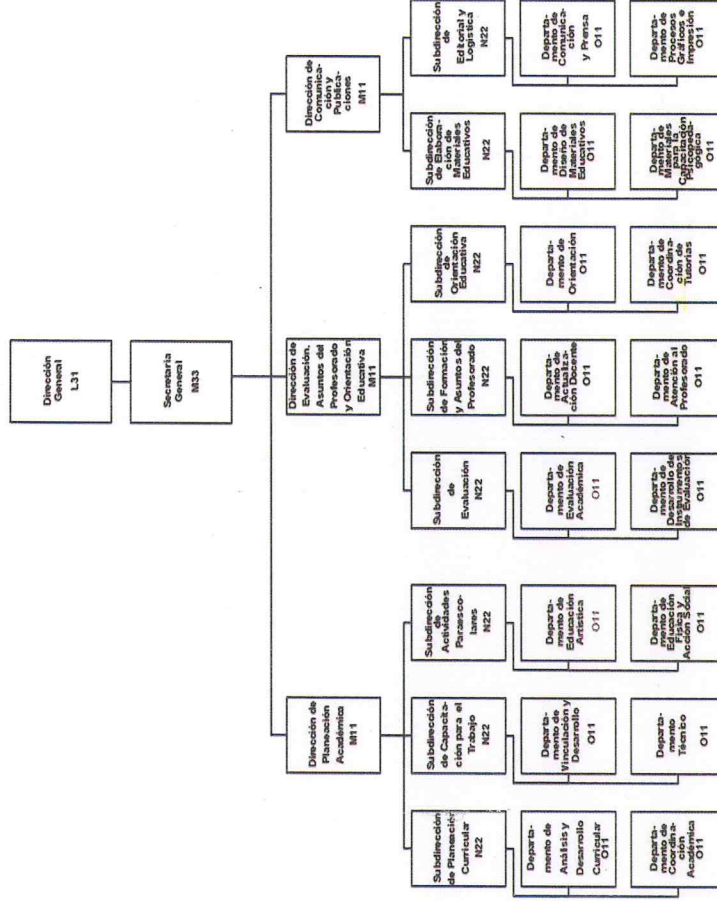 Dirección
General
L31
Secretaria
General
M33
Dirección de
Planeación
Académica
M11
Dirección de
Evaluación,
Asuntos del
Profesorado
y Orientación
Educativa
M11
Dirección de
Comunica-
ción y
Publica-
ciones
M11
Subdirección
de Planeación
Curricular
N22
Subdirección
de Capacita-
ción para el
Trabajo
N22
Subdirección
de
Actividades
Paraesco-
lares
N22
Subdirección
de
Evaluación
N22
Subdirección
de Formación
y Asuntos del
Profesorado
N22
Subdirección
de
Orientación
Educativa
N22
Subdirección
de Elabora-
ción de
Materiales
Educativos
N22
Subdirección
de
Editorial y
Logistica
N22
Departa-
mento de
Análisis y
Desarrollo
Curricular
O11
Departa-
mento de
Vinculación y
Desarrollo
O11
Departa-
mento de
Educación
Artistica
O11
Departa-
mento de
Evaluación
Académica
O11
Departa-
mento de
Actualiza-
ción Docente
O11
Departa-
mento de
Orientación
O11
Departa-
mento de
Diseño de
Materiales
Educativos
O11
Departa-
mento de
Comunica-
ción
y Prensa
O11
Departa-
mento de
Coordina-
ción
Académica
O11
Departa-
mento
Técnico
O11
Departa-
mento de
Educación
Física y
Acción Social
O11
Departa-
mento de
Desarrollo de
Instrumentos
de Evaluación
O11
Departa-
mento de
Atención al
Profesorado
O11
Departa-
mento de
Coordina-
ción de
Tutorias
O11
Departa-
mento de
Materiales
para la
Capacitación
Psicopeda-
gógica
O11
Departa-
mento de
Procesos
Gráficos e
Impresión
O11